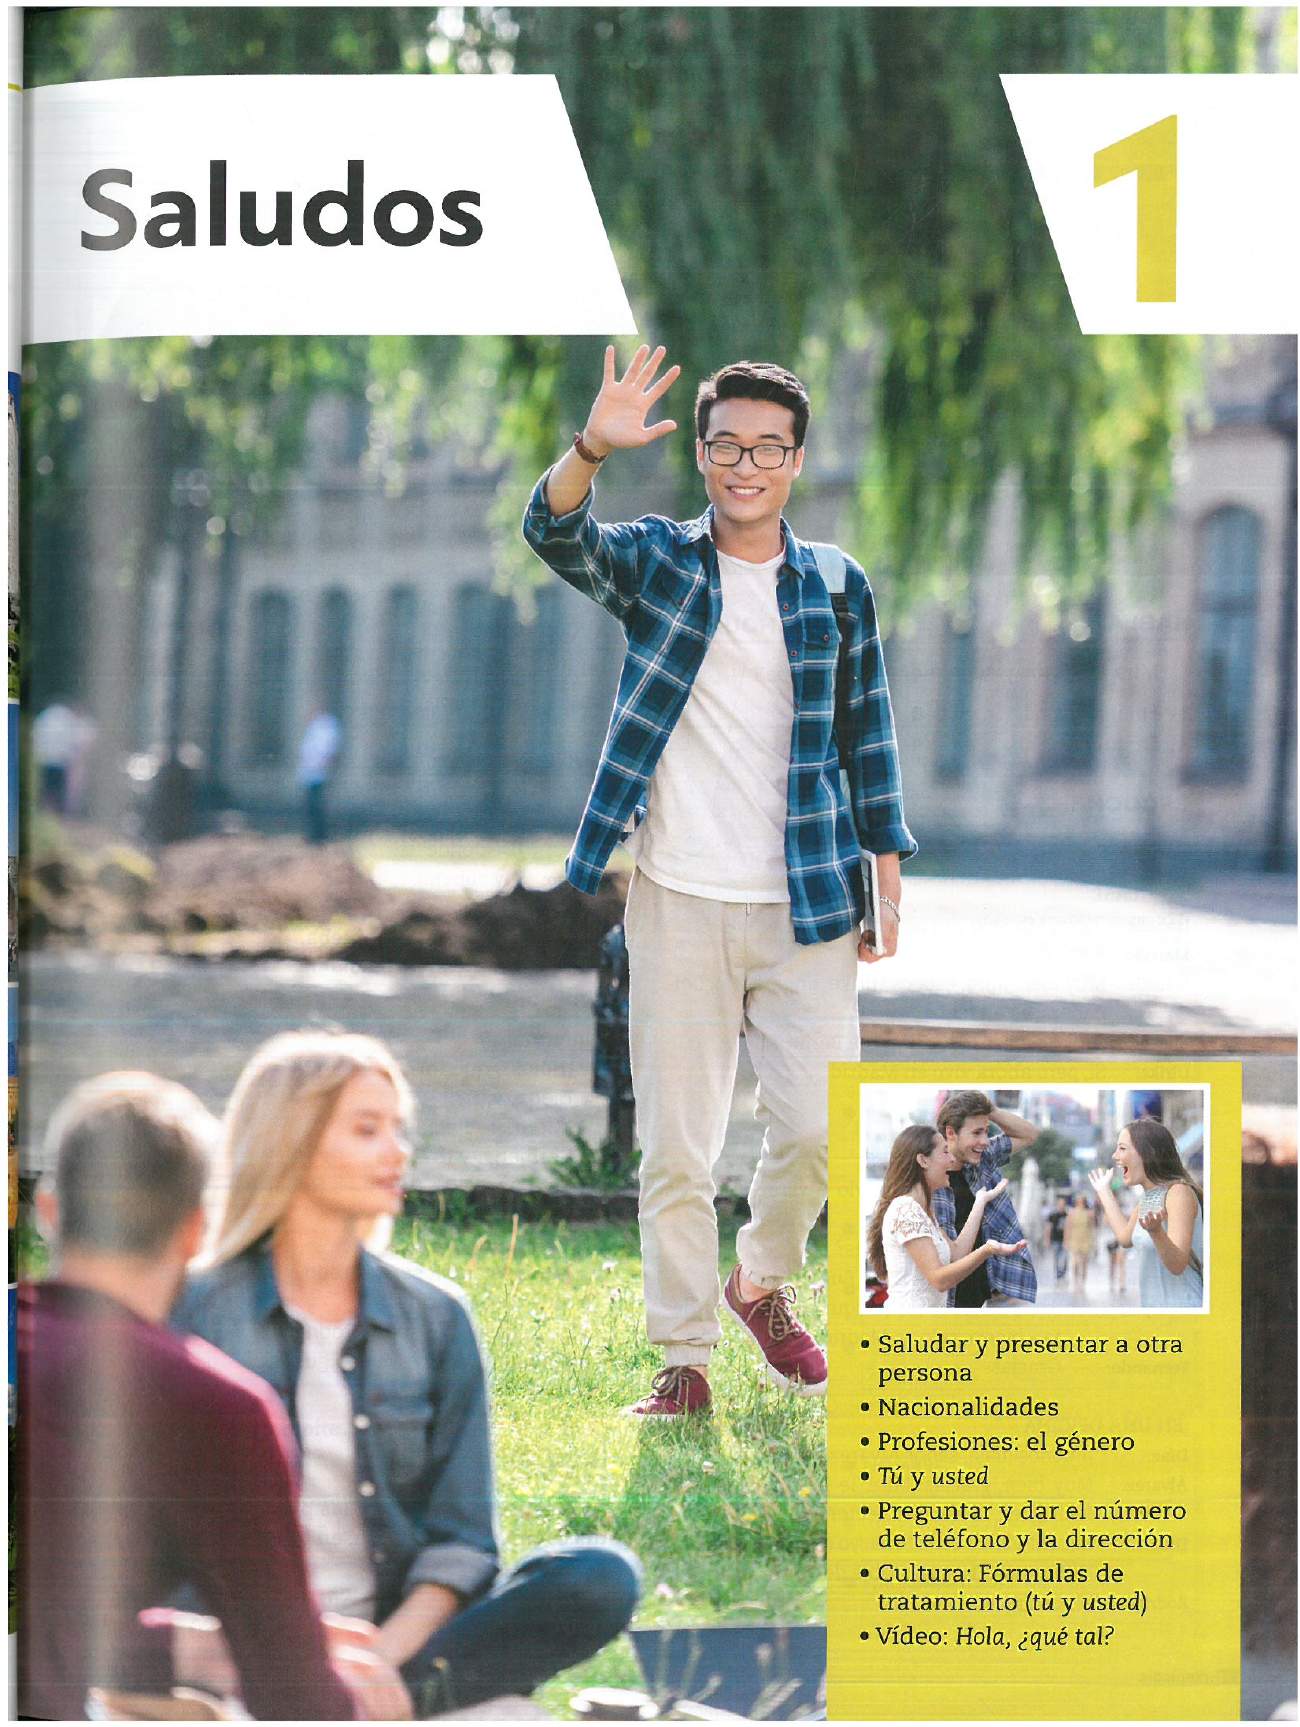 Saludos
1
• Saludar y presentar a otra
persona
• Nacionalidades
• Profesiones: el género
• Tú y usted
• Preguntar y dar el número
de teléfono y la dirección
• Cultura: Fórmulas de
tratamiento (tú y usted)
• Vídeo: Hola, ¿qué tal?